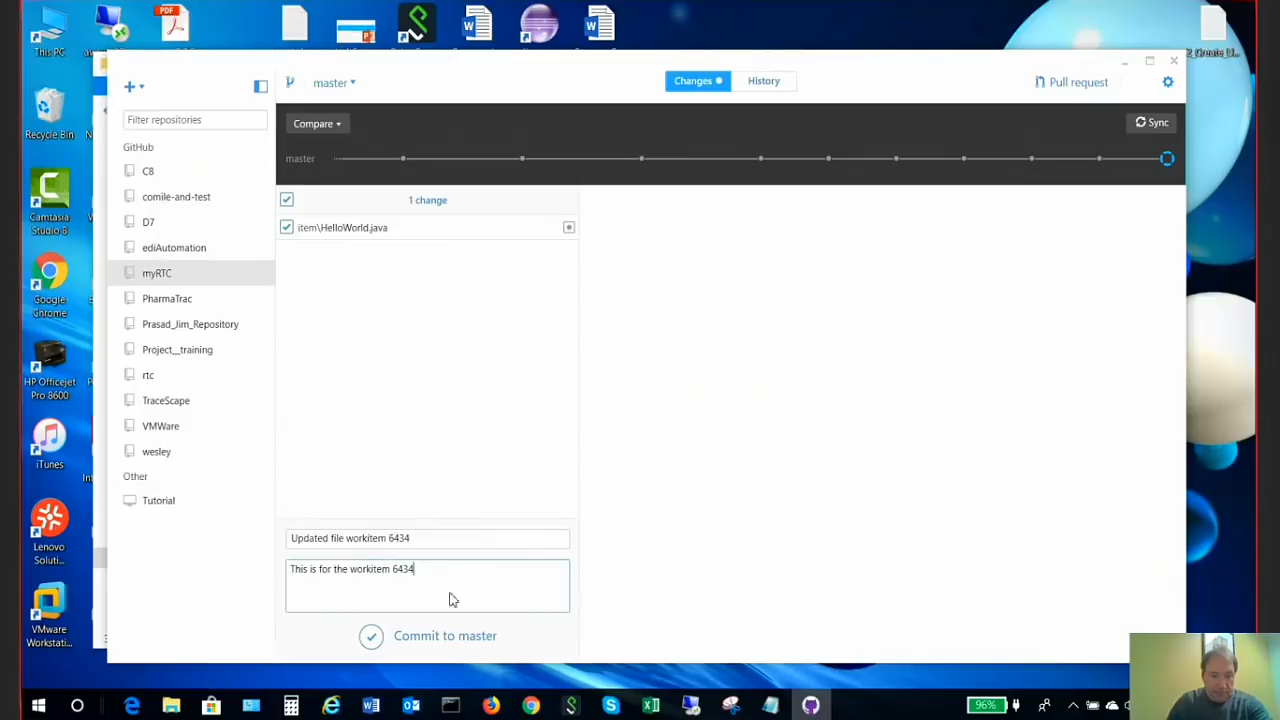 This PC
Recycle Bin
Camtasia
Studio 8
Google
Chrome
HP Officejet
Pro 8600
iTunes
Lenovo
Soluti...
VMware
Workstati...
PDF
master
Changes
History
Pull request
Filter repositories
Compare
Sync
master
GitHub
C8
comile-and-test
D7
ediAutomation
myRTC
PharmaTrac
Prasad_Jim_Repository
Project__training
rtc
TraceScape
VMWare
wesley
Other
Tutorial
1 change
item\HelloWorld.java
Updated file workitem 6434
This is for the workitem 6434
Commit to master
96%